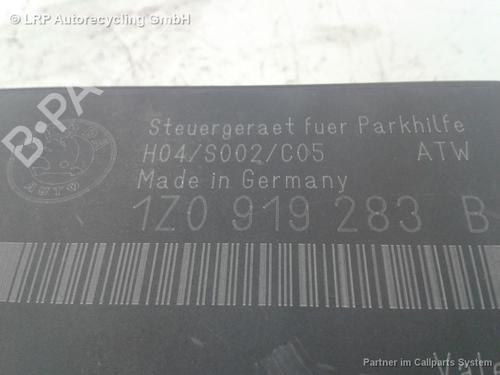 © LRP Autorecycling GmbH
B-PA
AUTO
Steuergeraet fuer Parkhilfe
H04/S002/C05 ATW
Made in Germany
1Z0 919 283 B
Partner im Callparts System